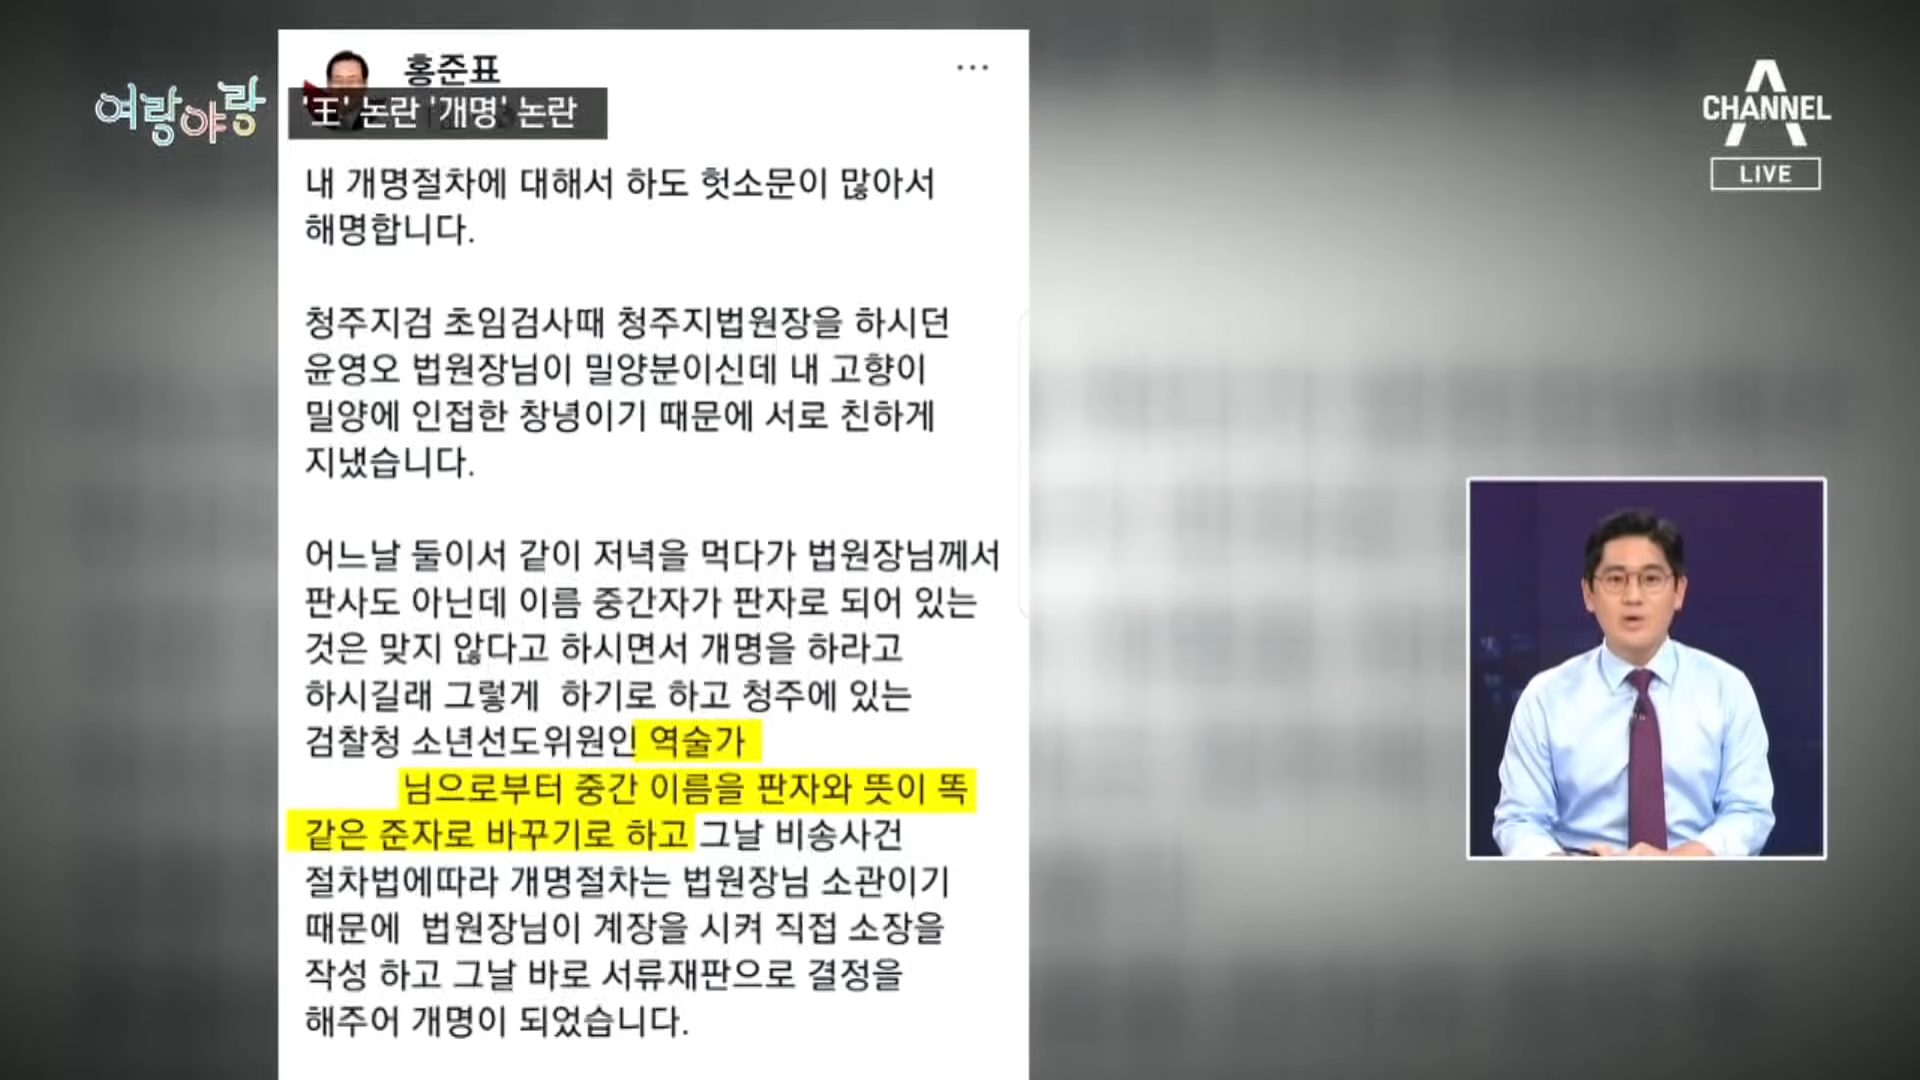 여랑야랑
홍준표
...
'王' 논란 '개명' 논란
CHANNEL A
LIVE
내 개명절차에 대해서 하도 헛소문이 많아서
해명합니다.
청주지검 초임검사때 청주지법원장을 하시던
윤영오 법원장님이 밀양분이신데 내 고향이
밀양에 인접한 창녕이기 때문에 서로 친하게
지냈습니다.
어느날 둘이서 같이 저녁을 먹다가 법원장님께서
판사도 아닌데 이름 중간자가 판자로 되어 있는
것은 맞지 않다고 하시면서 개명을 하라고
하시길래 그렇게 하기로 하고 청주에 있는
검찰청 소년선도위원인 역술가
님으로부터 중간 이름을 판자와 뜻이 똑
같은 준자로 바꾸기로 하고 그날 비송사건
절차법에따라 개명절차는 법원장님 소관이기
때문에 법원장님이 계장을 시켜 직접 소장을
작성 하고 그날 바로 서류재판으로 결정을
해주어 개명이 되었습니다.